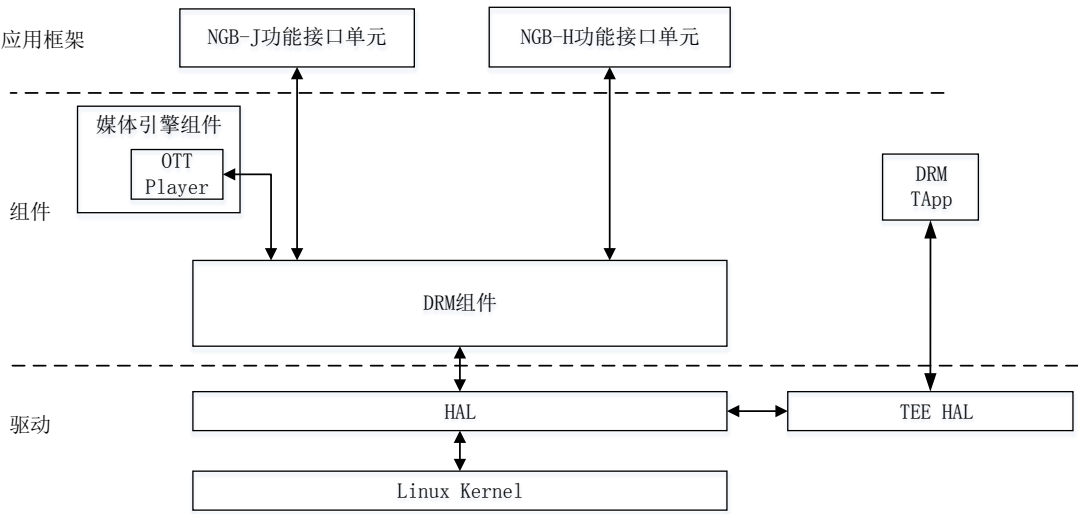 应用框架
NGB-J功能接口单元
NGB-H功能接口单元
媒体引擎组件
OTT
Player
组件
DRM
TApp
DRM组件
驱动
HAL
TEE HAL
Linux Kernel